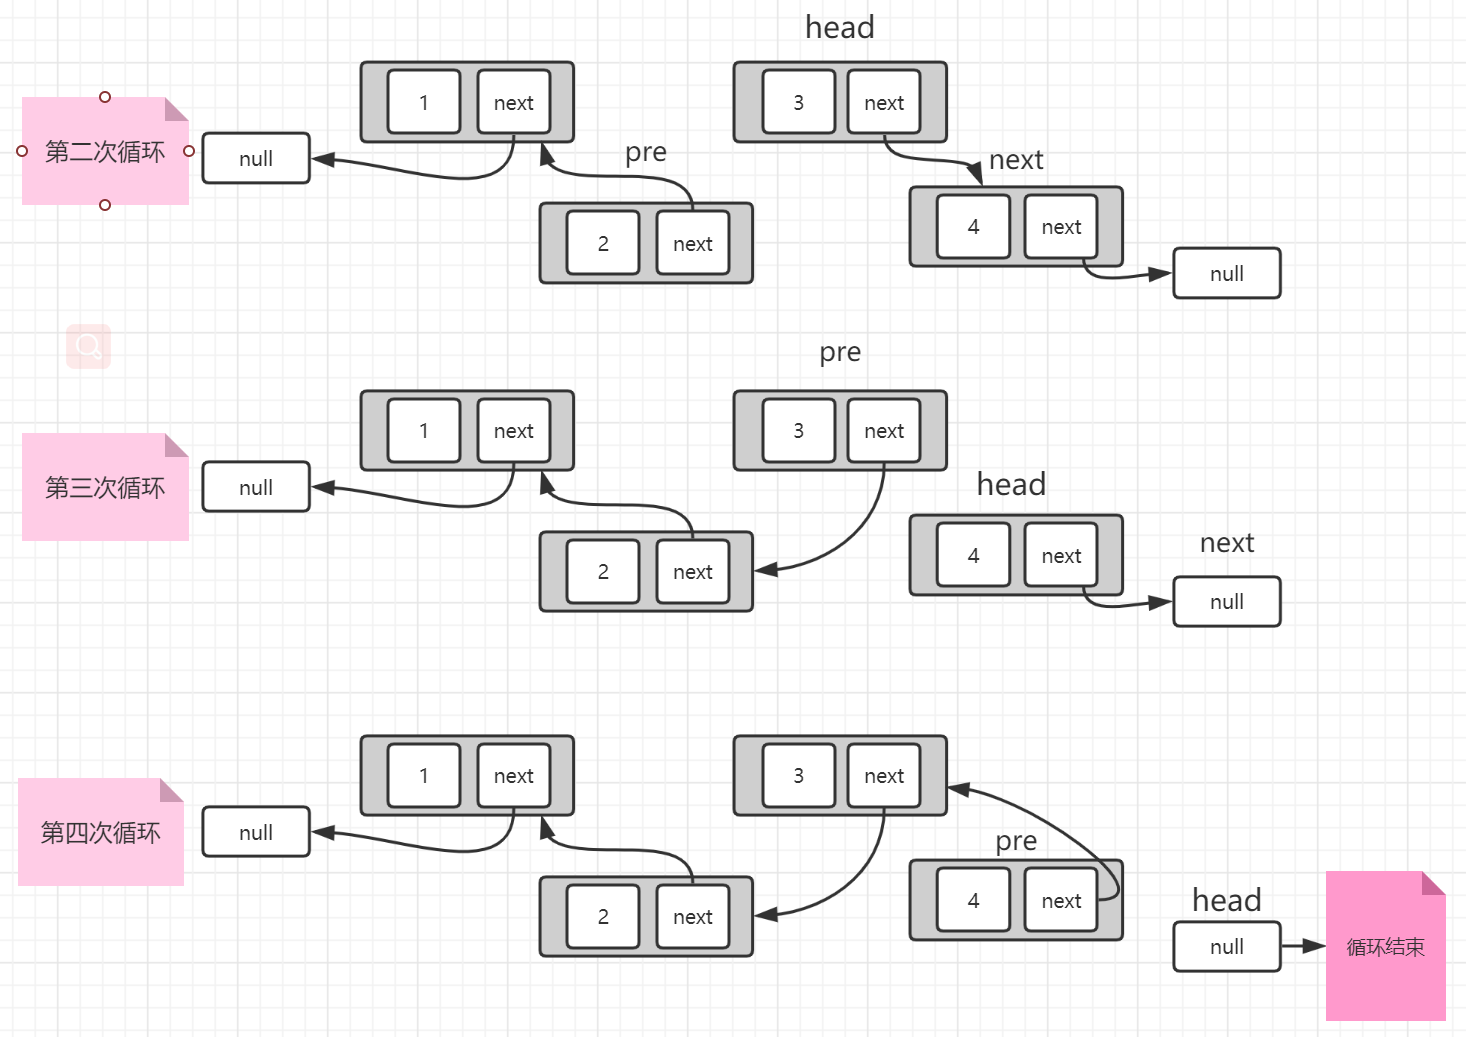 head
1 next
3 next
第二次循环
null
pre
next
2 next
4 next
null
pre
1 next
3 next
第三次循环
null
head
2 next
4 next
next
null
1 next
3 next
第四次循环
null
pre
2 next
4 next
head
null
循环结束